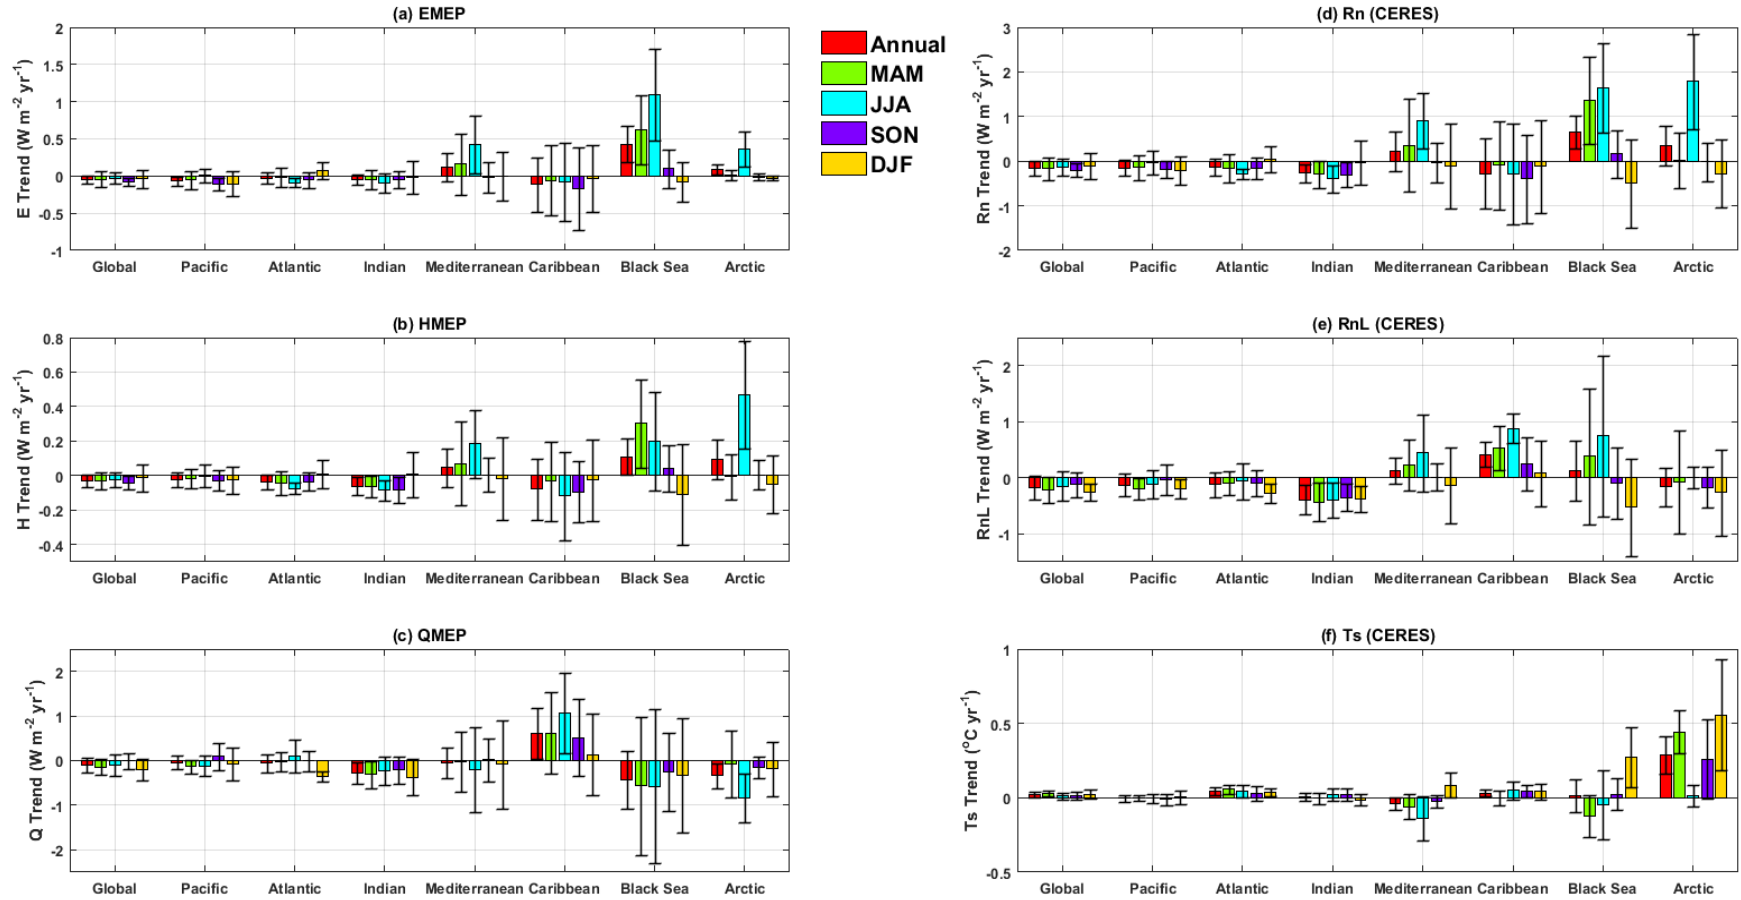 (a) EMEP
E Trend (W m⁻² yr⁻¹)
2
1.5
1
0.5
0
-0.5
-1
Global Pacific Atlantic Indian Mediterranean Caribbean Black Sea Arctic
Annual
MAM
JJA
SON
DJF
(d) Rn (CERES)
Rn Trend (W m⁻² yr⁻¹)
3
2
1
0
-1
-2
Global Pacific Atlantic Indian Mediterranean Caribbean Black Sea Arctic
(b) HMEP
H Trend (W m⁻² yr⁻¹)
0.8
0.6
0.4
0.2
0
-0.2
-0.4
Global Pacific Atlantic Indian Mediterranean Caribbean Black Sea Arctic
(e) RnL (CERES)
RnL Trend (W m⁻² yr⁻¹)
2
1
0
-1
Global Pacific Atlantic Indian Mediterranean Caribbean Black Sea Arctic
(c) QMEP
Q Trend (W m⁻² yr⁻¹)
2
1
0
-1
-2
Global Pacific Atlantic Indian Mediterranean Caribbean Black Sea Arctic
(f) Ts (CERES)
Ts Trend (°C yr⁻¹)
1
0.5
0
-0.5
Global Pacific Atlantic Indian Mediterranean Caribbean Black Sea Arctic